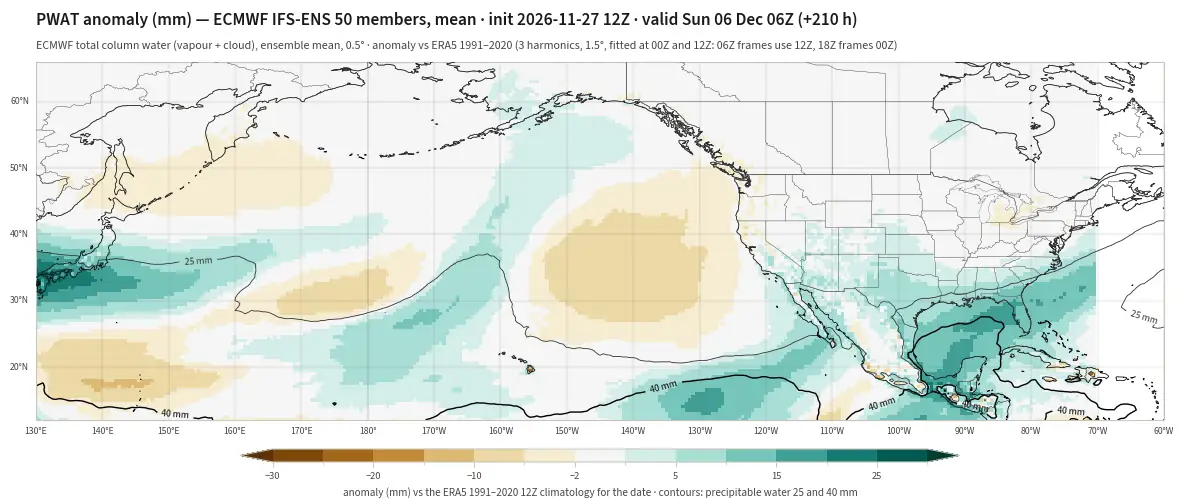 PWAT anomaly (mm) — ECMWF IFS-ENS 50 members, mean · init 2026-11-27 12Z · valid Sun 06 Dec 06Z (+210 h)
ECMWF total column water (vapour + cloud), ensemble mean, 0.5° · anomaly vs ERA5 1991–2020 (3 harmonics, 1.5°, fitted at 00Z and 12Z: 06Z frames use 12Z, 18Z frames 00Z)
60°N
50°N
40°N
25 mm
30°N
25 mm
20°N
40 mm
40 mm
40 mm
40 mm
40 mm
130°E 140°E 150°E 160°E 170°E 180° 170°W 160°W 150°W 140°W 130°W 120°W 110°W 100°W 90°W 80°W 70°W 60°W
−30 −20 −10 −2 5 15 25
anomaly (mm) vs the ERA5 1991–2020 12Z climatology for the date · contours: precipitable water 25 and 40 mm